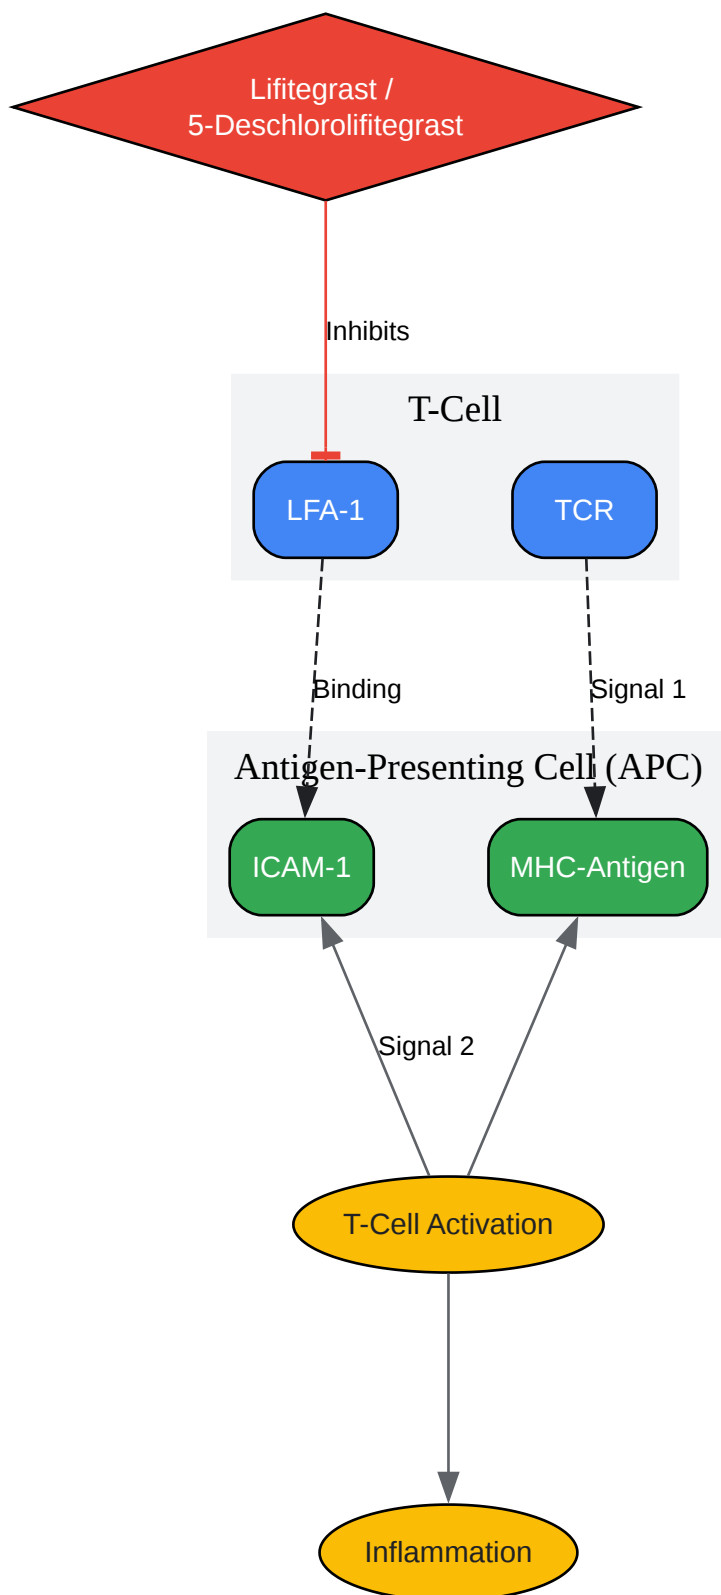 Lifitegrast /
5-Deschlorolifitegrast
Inhibits
T-Cell
LFA-1
TCR
Binding
Signal 1
Antigen-Presenting Cell (APC)
ICAM-1
MHC-Antigen
Signal 2
T-Cell Activation
Inflammation